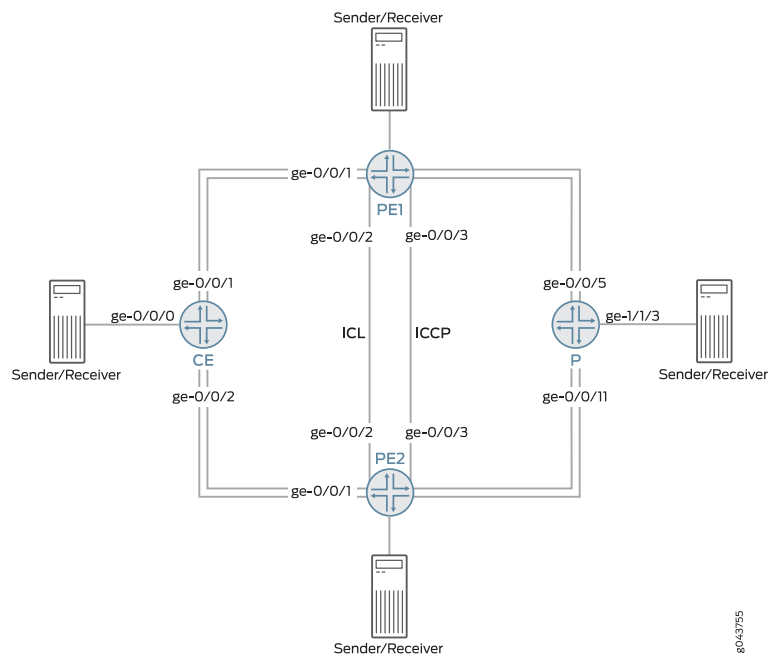 Sender/Receiver
ge-0/0/1
PE1
ge-0/0/2
ge-0/0/3
ge-0/0/1
ge-0/0/5
ge-0/0/0
ge-1/1/3
ICL
ICCP
CE
P
Sender/Receiver
Sender/Receiver
ge-0/0/2
ge-0/0/11
ge-0/0/2
ge-0/0/3
PE2
ge-0/0/1
Sender/Receiver
g043755